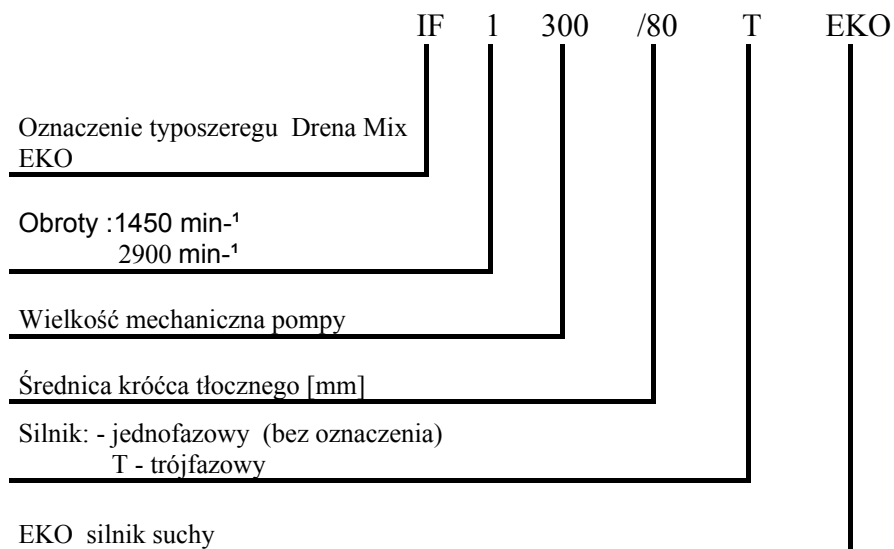 IF 1 300 /80 T EKO
Oznaczenie typoszeregu Drena Mix
EKO
Obroty :1450 min-¹
2900 min-¹
Wielkość mechaniczna pompy
Średnica króćca tłocznego [mm]
Silnik: - jednofazowy (bez oznaczenia)
T - trójfazowy
EKO silnik suchy